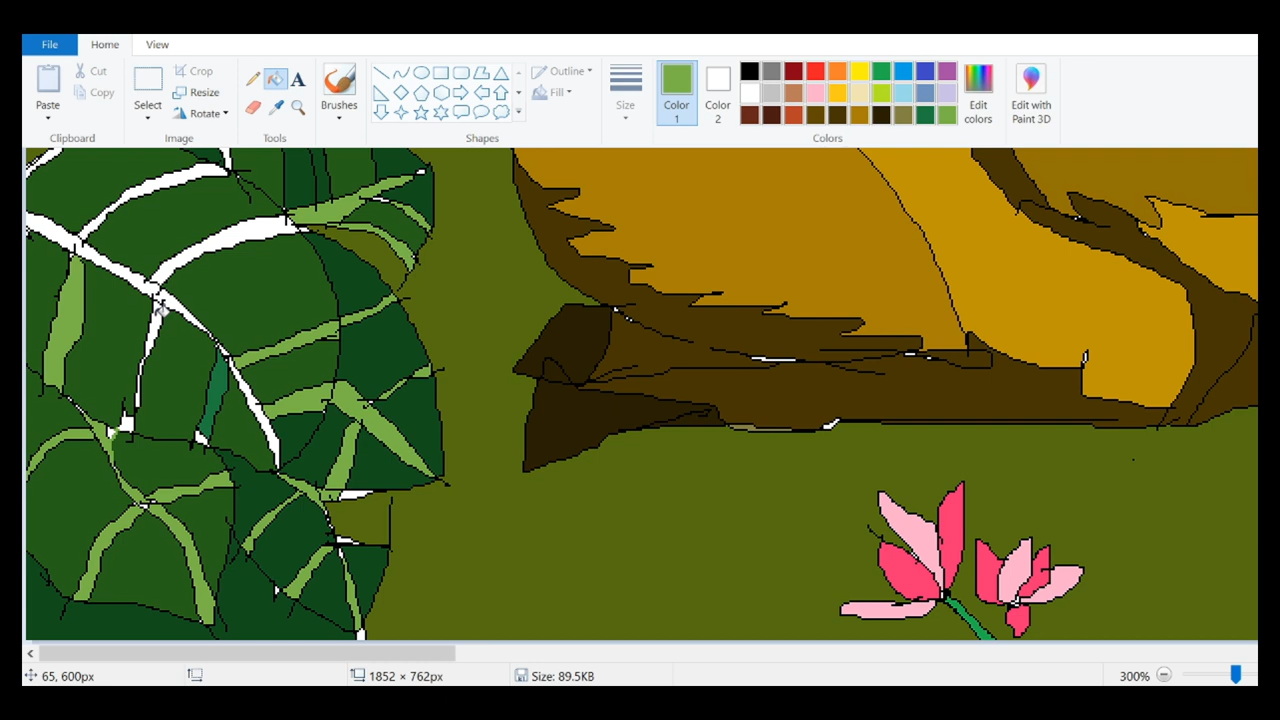 File Home View
Paste
Cut
Copy
Clipboard
Select
Crop
Resize
Rotate
Image
A
Tools
Brushes
Outline
Fill
Shapes
Size
Color 1
Color 2
Edit colors
Edit with Paint 3D
Colors
65, 600px
1852 × 762px
Size: 89.5KB
300%